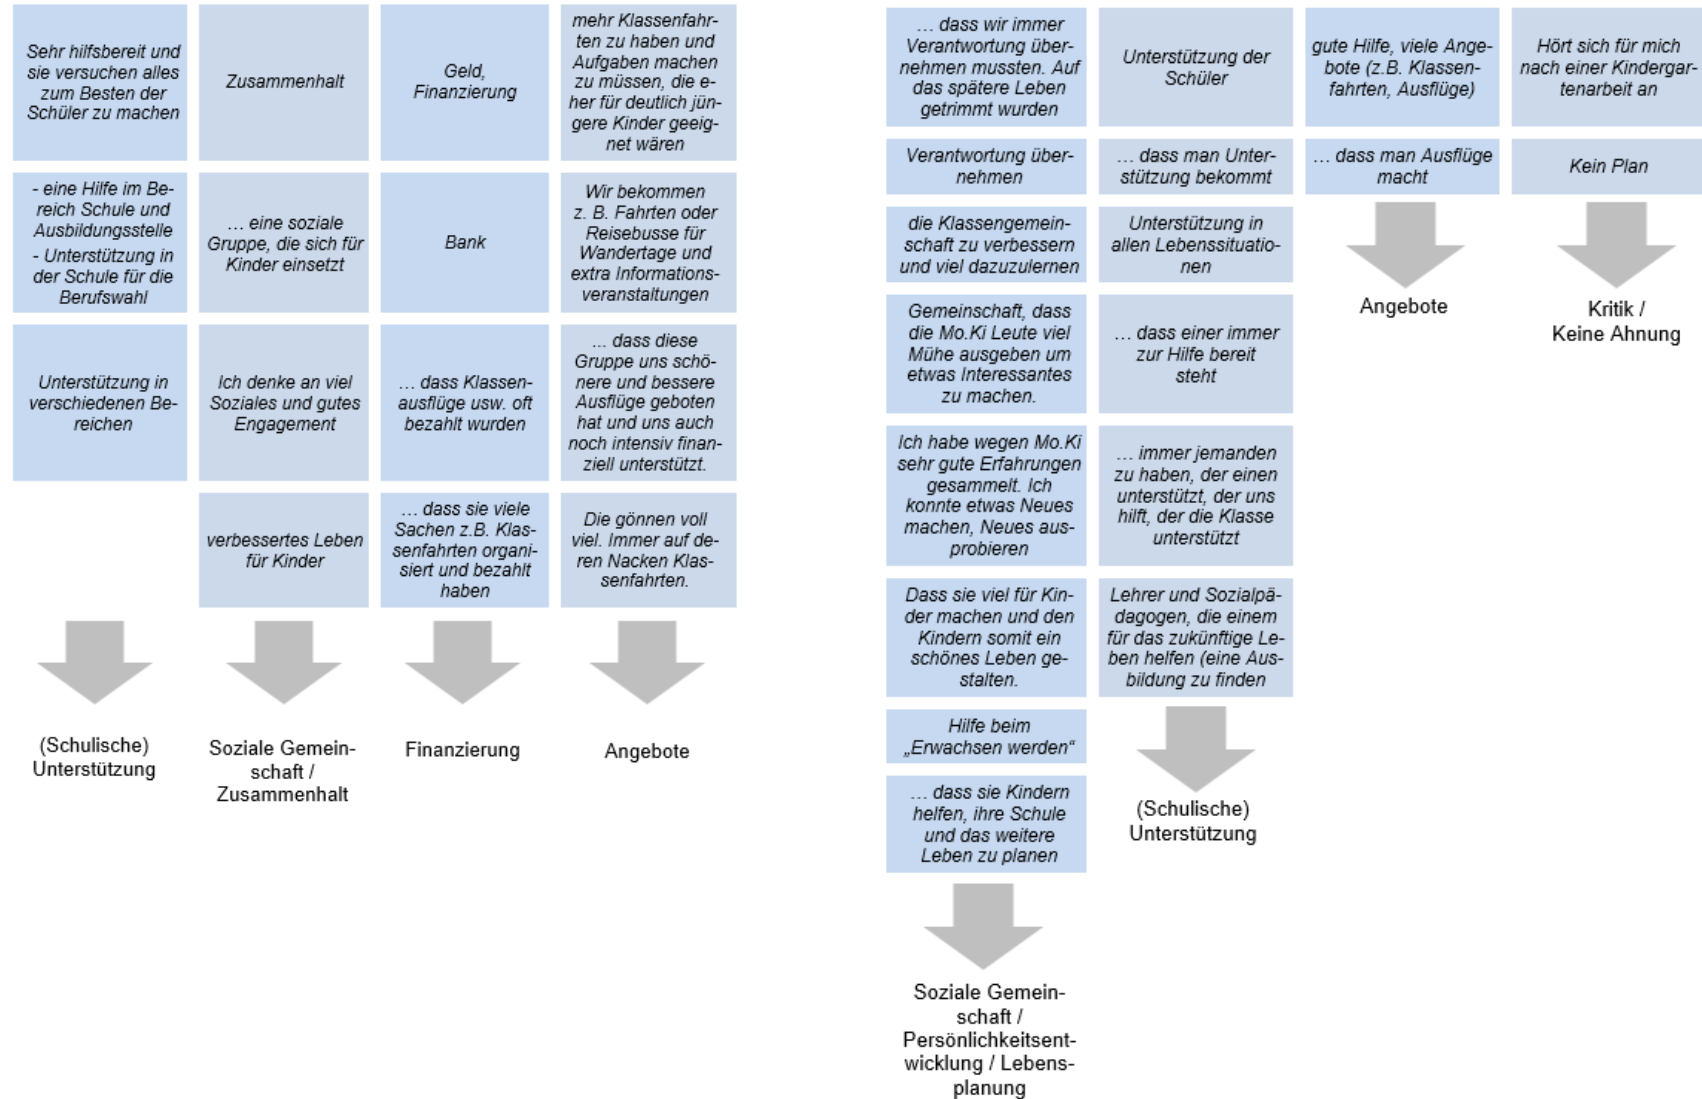 Sehr hilfsbereit und
sie versuchen alles
zum Besten der
Schüler zu machen
- eine Hilfe im Be-
reich Schule und
Ausbildungsstelle
- Unterstützung in
der Schule für die
Berufswahl
Unterstützung in
verschiedenen Be-
reichen
(Schulische)
Unterstützung
Zusammenhalt
… eine soziale
Gruppe, die sich für
Kinder einsetzt
Ich denke an viel
Soziales und gutes
Engagement
verbessertes Leben
für Kinder
Soziale Gemein-
schaft /
Zusammenhalt
Geld,
Finanzierung
Bank
… dass Klassen-
ausflüge usw. oft
bezahlt wurden
… dass sie viele
Sachen z.B. Klas-
senfahrten organi-
siert und bezahlt
haben
Finanzierung
mehr Klassenfahr-
ten zu haben und
Aufgaben machen
zu müssen, die e-
her für deutlich jün-
gere Kinder geeig-
net wären
Wir bekommen
z. B. Fahrten oder
Reisebusse für
Wandertage und
extra Informations-
veranstaltungen
… dass diese
Gruppe uns schö-
nere und bessere
Ausflüge geboten
hat und uns auch
noch intensiv finan-
ziell unterstützt.
Die gönnen voll
viel. Immer auf de-
ren Nacken Klas-
senfahrten.
Angebote
… dass wir immer
Verantwortung über-
nehmen mussten. Auf
das spätere Leben
getrimmt wurden
Verantwortung über-
nehmen
die Klassengemein-
schaft zu verbessern
und viel dazuzulernen
Gemeinschaft, dass
die Mo.Ki Leute viel
Mühe ausgeben um
etwas Interessantes
zu machen.
Ich habe wegen Mo.Ki
sehr gute Erfahrungen
gesammelt. Ich
konnte etwas Neues
machen, Neues aus-
probieren
Dass sie viel für Kin-
der machen und den
Kindern somit ein
schönes Leben ge-
stalten.
Hilfe beim
„Erwachsen werden“
… dass sie Kindern
helfen, ihre Schule
und das weitere
Leben zu planen
Soziale Gemein-
schaft /
Persönlichkeitsent-
wicklung / Lebens-
planung
Unterstützung der
Schüler
… dass man Unter-
stützung bekommt
Unterstützung in
allen Lebenssituatio-
nen
… dass einer immer
zur Hilfe bereit
steht
… immer jemanden
zu haben, der einen
unterstützt, der uns
hilft, der die Klasse
unterstützt
Lehrer und Sozialpä-
dagogen, die einem
für das zukünftige Le-
ben helfen (eine Aus-
bildung zu finden
(Schulische)
Unterstützung
gute Hilfe, viele Ange-
bote (z.B. Klassen-
fahrten, Ausflüge)
… dass man Ausflüge
macht
Angebote
Hört sich für mich
nach einer Kindergar-
tenarbeit an
Kein Plan
Kritik /
Keine Ahnung